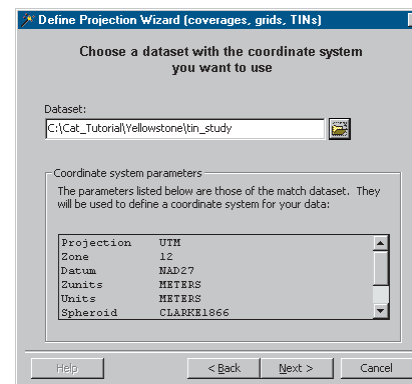 Define Projection Wizard (coverages, grids, TINs)
Choose a dataset with the coordinate system
you want to use
Dataset:
C:\Cat_Tutorial\Yellowstone\tin_study
Coordinate system parameters
The parameters listed below are those of the match dataset. They
will be used to define a coordinate system for your data:
Projection UTM
Zone 12
Datum NAD27
Zunits METERS
Units METERS
Spheroid CLARKE1866
Help
< Back
Next >
Cancel